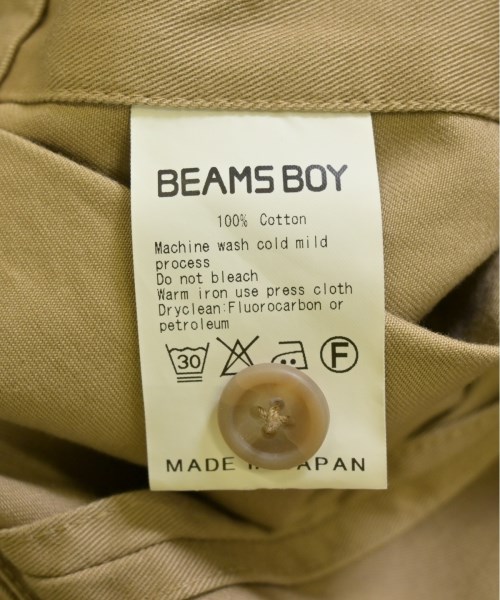 BEAMS BOY
100% Cotton
Machine wash cold mild
process
Do not bleach
Warm iron use press cloth
Dryclean:Fluorocarbon or
petroleum
30 F
MADE JAPAN